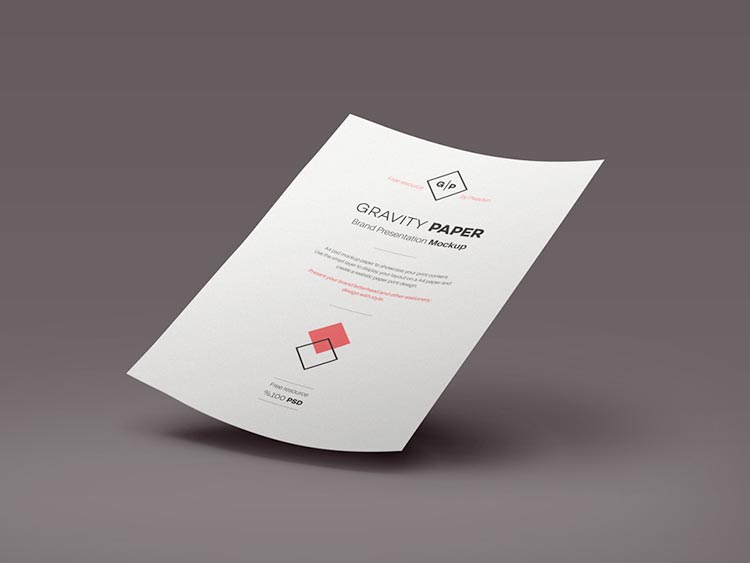 Free resource G/P by Pixeden
GRAVITY PAPER
Brand Presentation Mockup
A4 psd mockup paper to showcase your print content.
Use the smart layer to display your layout on a A4 paper and
create a realistic paper print design.
Present your brand letterhead and other stationery
design with style.
Free resource
%100 PSD